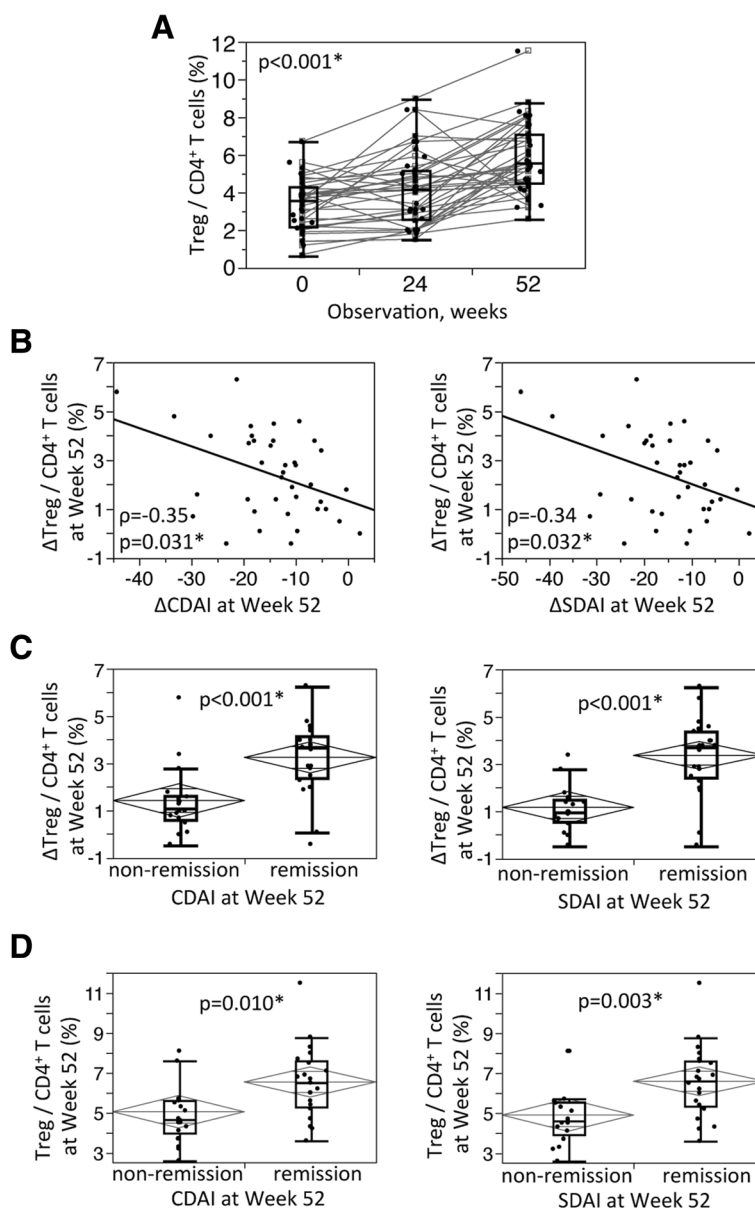 A
Treg / CD4⁺ T cells (%)
12
10
8
6
4
2
0
p<0.001*
0 24 52
Observation, weeks
B
ΔTreg / CD4⁺ T cells
at Week 52 (%)
7
5
3
1
-1
ρ=-0.35
p=0.031*
-40 -30 -20 -10 0
ΔCDAI at Week 52
ΔTreg / CD4⁺ T cells
at Week 52 (%)
7
5
3
1
-1
ρ=-0.34
p=0.032*
-50 -40 -30 -20 -10 0
ΔSDAI at Week 52
C
ΔTreg / CD4⁺ T cells
at Week 52 (%)
7
5
3
1
-1
p<0.001*
non-remission remission
CDAI at Week 52
ΔTreg / CD4⁺ T cells
at Week 52 (%)
7
5
3
1
-1
p<0.001*
non-remission remission
SDAI at Week 52
D
Treg / CD4⁺ T cells
at Week 52 (%)
11
9
7
5
3
p=0.010*
non-remission remission
CDAI at Week 52
Treg / CD4⁺ T cells
at Week 52 (%)
11
9
7
5
3
p=0.003*
non-remission remission
SDAI at Week 52